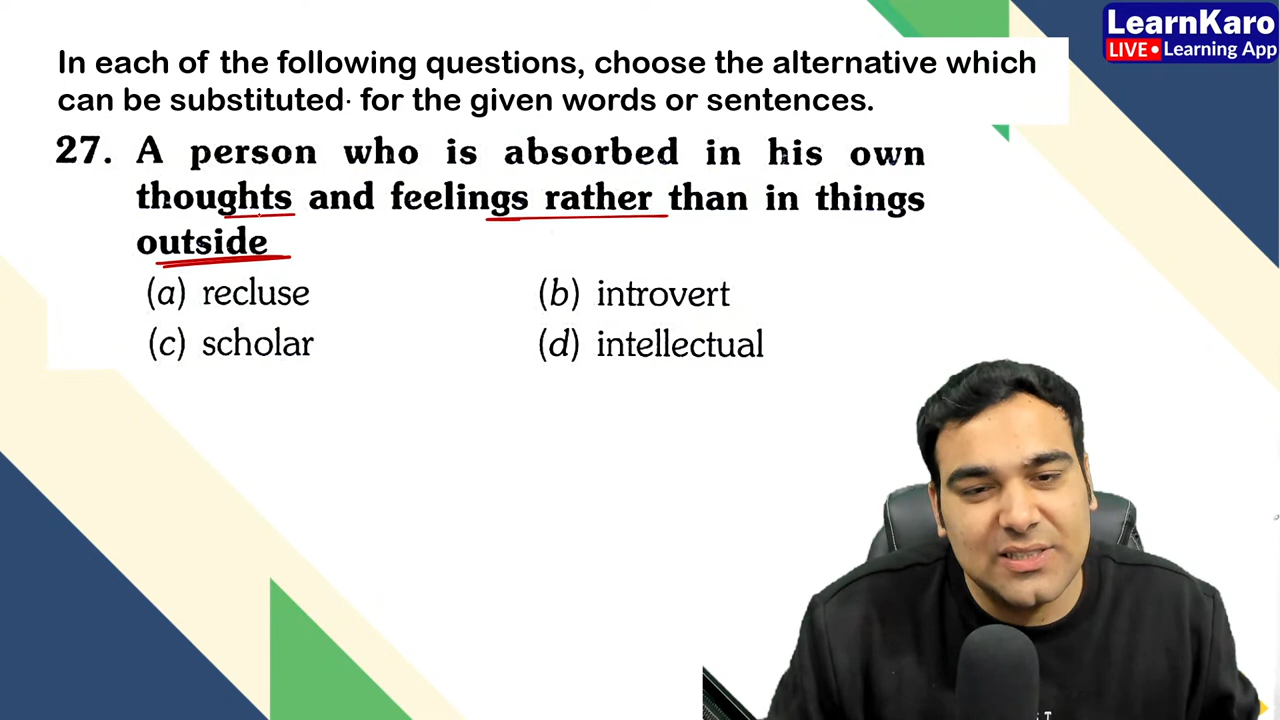 LearnKaro
LIVE • Learning App
In each of the following questions, choose the alternative which
can be substituted for the given words or sentences.
27. A person who is absorbed in his own
thoughts and feelings rather than in things
outside
(a) recluse (b) introvert
(c) scholar (d) intellectual